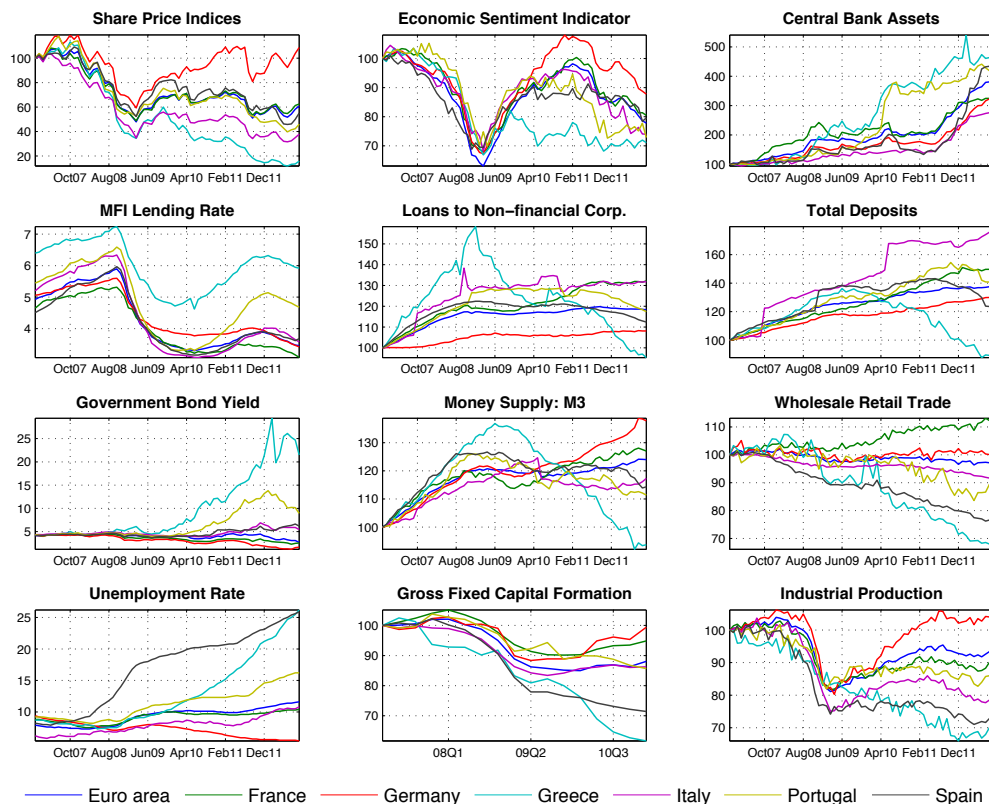 Share Price Indices
100
80
60
40
20
Oct07 Aug08 Jun09 Apr10 Feb11 Dec11
Economic Sentiment Indicator
100
90
80
70
Oct07 Aug08 Jun09 Apr10 Feb11 Dec11
Central Bank Assets
500
400
300
200
100
Oct07 Aug08 Jun09 Apr10 Feb11 Dec11
MFI Lending Rate
7
6
5
4
Oct07 Aug08 Jun09 Apr10 Feb11 Dec11
Loans to Non−financial Corp.
150
140
130
120
110
100
Oct07 Aug08 Jun09 Apr10 Feb11 Dec11
Total Deposits
160
140
120
100
Oct07 Aug08 Jun09 Apr10 Feb11 Dec11
Government Bond Yield
25
20
15
10
5
Oct07 Aug08 Jun09 Apr10 Feb11 Dec11
Money Supply: M3
130
120
110
100
Oct07 Aug08 Jun09 Apr10 Feb11 Dec11
Wholesale Retail Trade
110
100
90
80
70
Oct07 Aug08 Jun09 Apr10 Feb11 Dec11
Unemployment Rate
25
20
15
10
Oct07 Aug08 Jun09 Apr10 Feb11 Dec11
Gross Fixed Capital Formation
100
90
80
70
08Q1 09Q2 10Q3
Industrial Production
100
90
80
70
Oct07 Aug08 Jun09 Apr10 Feb11 Dec11
Euro area France Germany Greece Italy Portugal Spain